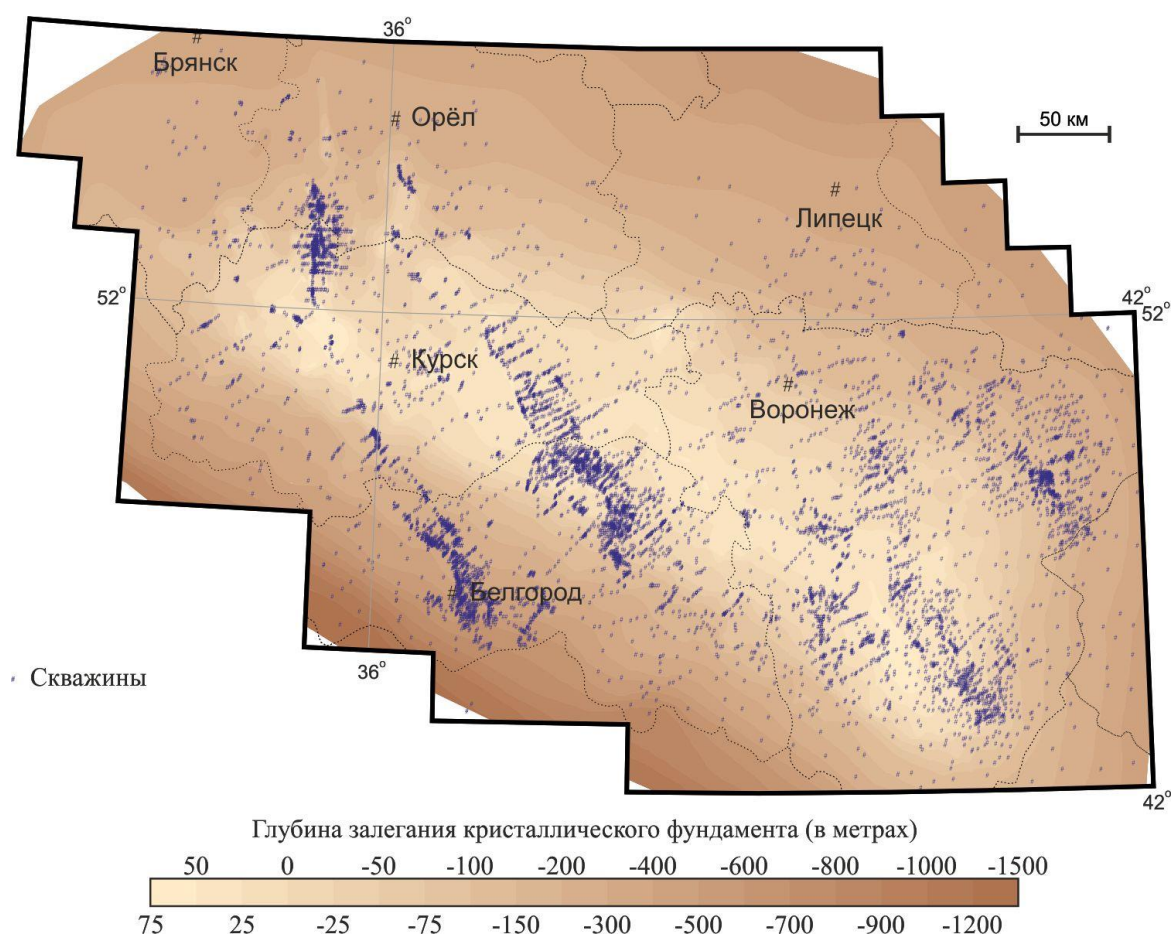 36°
# Брянск
# Орёл
50 км
# Липецк
52°
42°
52°
# Курск
# Воронеж
# Белгород
36°
Скважины
42°
Глубина залегания кристаллического фундамента (в метрах)
50 0 -50 -100 -200 -400 -600 -800 -1000 -1500
75 25 -25 -75 -150 -300 -500 -700 -900 -1200